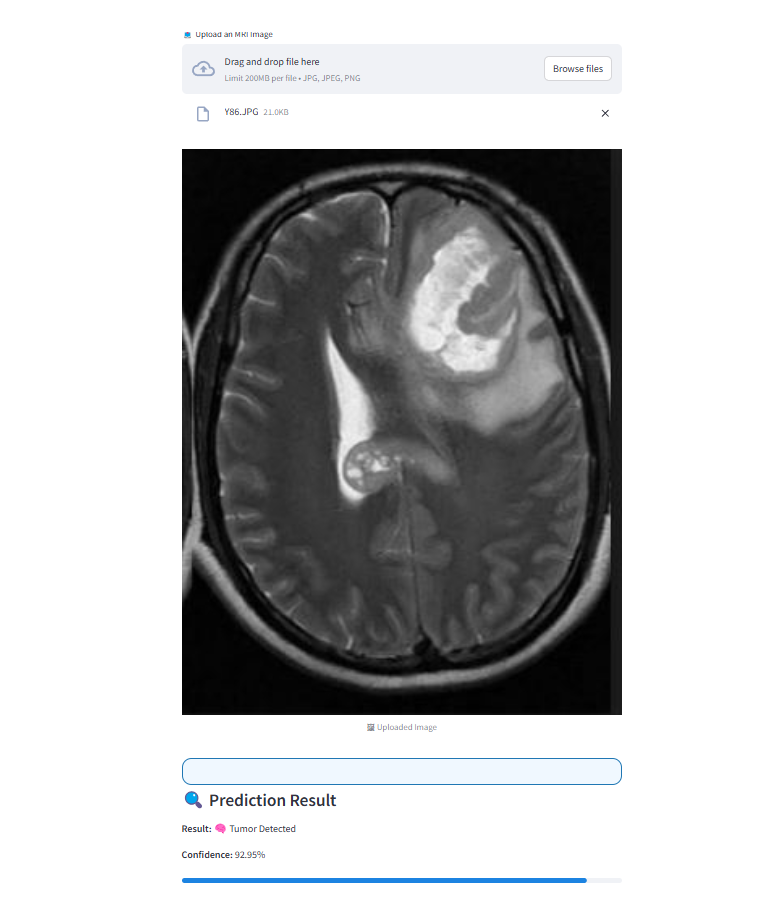 Upload an MRI Image
Drag and drop file here
Limit 200MB per file • JPG, JPEG, PNG
Browse files
Y86.JPG 21.0KB
Uploaded Image
Prediction Result
Result: Tumor Detected
Confidence: 92.95%